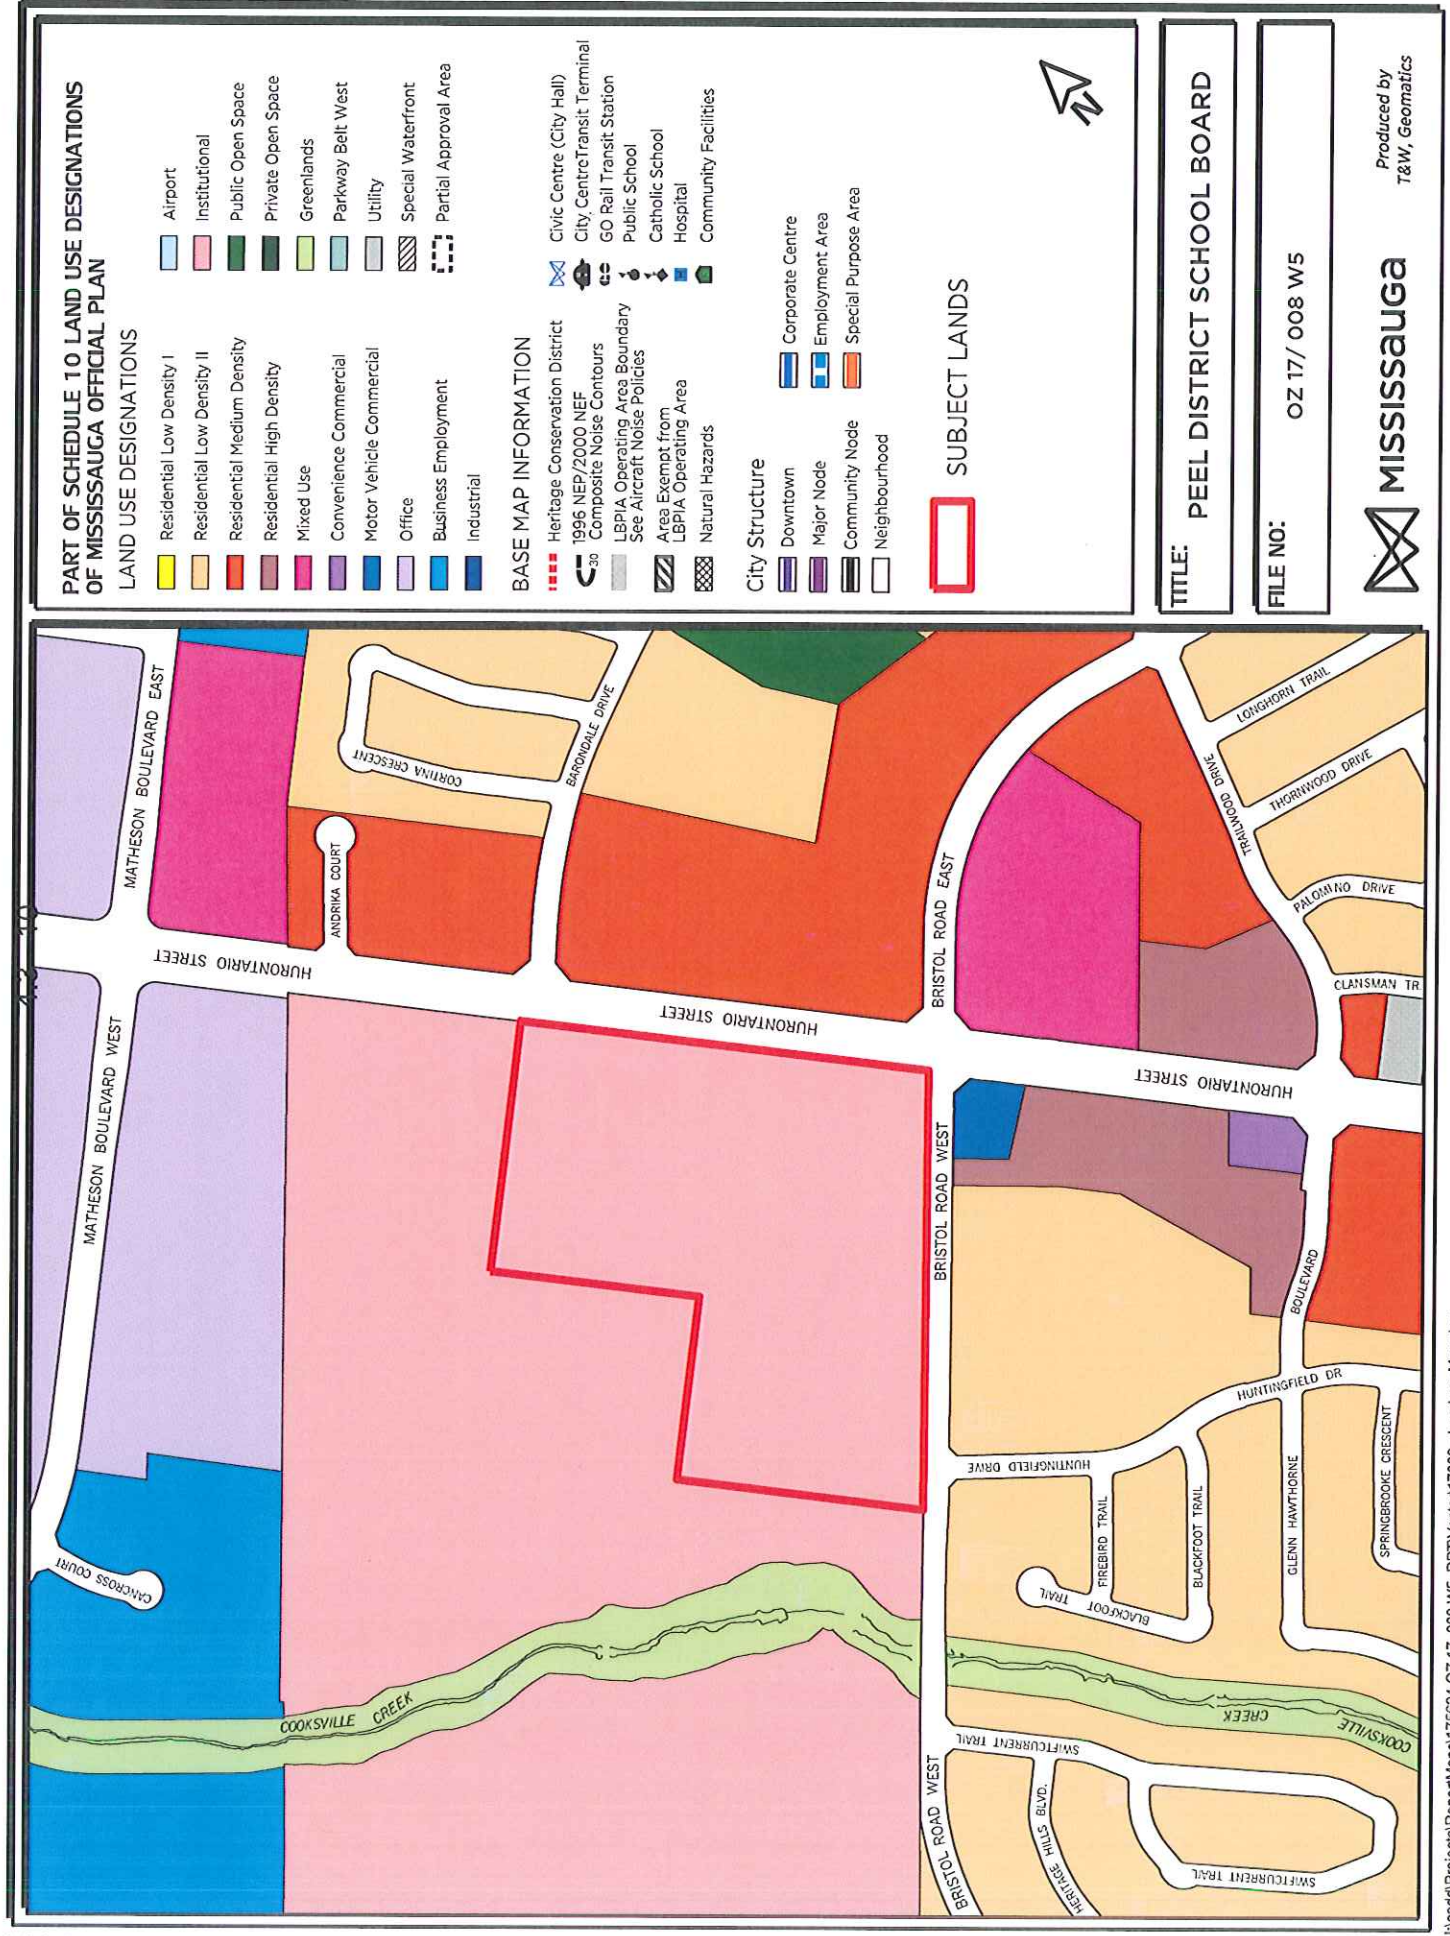 PART OF SCHEDULE 10 LAND USE DESIGNATIONS
OF MISSISSAUGA OFFICIAL PLAN
LAND USE DESIGNATIONS
Residential Low Density I
Residential Low Density II
Residential Medium Density
Residential High Density
Mixed Use
Convenience Commercial
Motor Vehicle Commercial
Office
Business Employment
Industrial
Airport
Institutional
Public Open Space
Private Open Space
Greenlands
Parkway Belt West
Utility
Special Waterfront
Partial Approval Area
BASE MAP INFORMATION
Heritage Conservation District
30
1996 NEP/2000 NEF
Composite Noise Contours
LBPIA Operating Area Boundary
See Aircraft Noise Policies
Area Exempt from
LBPIA Operating Area
Natural Hazards
Civic Centre (City Hall)
City Centre Transit Terminal
GO Rail Transit Station
Public School
Catholic School
Hospital
Community Facilities
City Structure
Downtown
Major Node
Community Node
Neighbourhood
Corporate Centre
Employment Area
Special Purpose Area
SUBJECT LANDS
N
TITLE:
PEEL DISTRICT SCHOOL BOARD
FILE NO:
OZ 17/ 008 W5
MISSISSAUGA
Produced by
T&W, Geomatics
MATHESON BOULEVARD WEST
MATHESON BOULEVARD EAST
HURONTARIO STREET
CANCROSS COURT
ANDRIKA COURT
CORTINA CRESCENT
BARONDALE DRIVE
COOKSVILLE
CREEK
HURONTARIO STREET
BRISTOL ROAD WEST
BRISTOL ROAD WEST
BRISTOL ROAD EAST
HURONTARIO STREET
TRAILWOOD DRIVE
LONGHORN TRAIL
THORNWOOD DRIVE
PALOMINO DRIVE
CLANSMAN TR.
BOULEVARD
HUNTINGFIELD DR
HUNTINGFIELD DRIVE
FIREBIRD TRAIL
BLACKFOOT TRAIL
BLACKFOOT TRAIL
GLENN HAWTHORNE
SPRINGBROOKE CRESCENT
SWIFTCURRENT TRAIL
BRISTOL ROAD WEST
HERITAGE HILLS BLVD.
SWIFTCURRENT TRAIL
COOKSVILLE
CREEK